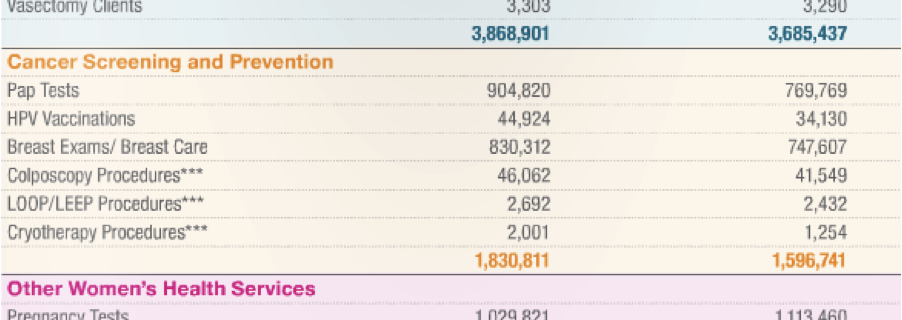 Vasectomy Clients 3,303 3,290
3,868,901 3,685,437
Cancer Screening and Prevention
Pap Tests 904,820 769,769
HPV Vaccinations 44,924 34,130
Breast Exams/ Breast Care 830,312 747,607
Colposcopy Procedures*** 46,062 41,549
LOOP/LEEP Procedures*** 2,692 2,432
Cryotherapy Procedures*** 2,001 1,254
1,830,811 1,596,741
Other Women's Health Services
Pregnancy Tests 1,029,821 1,113,460